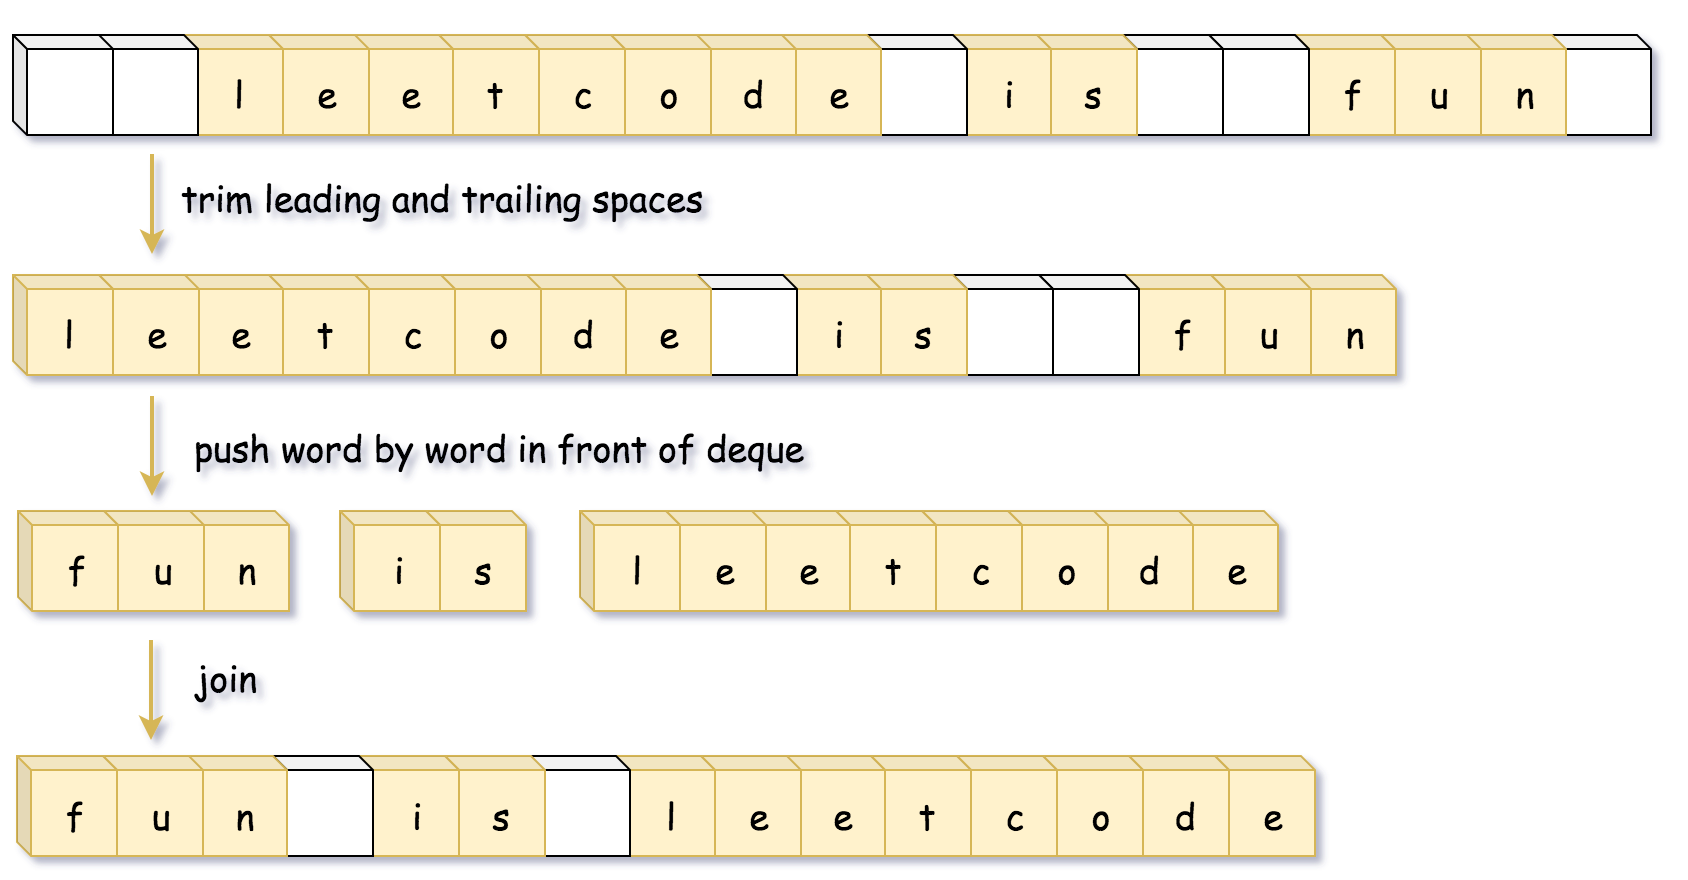 l e e t c o d e i s f u n
trim leading and trailing spaces
l e e t c o d e i s f u n
push word by word in front of deque
f u n i s l e e t c o d e
join
f u n i s l e e t c o d e